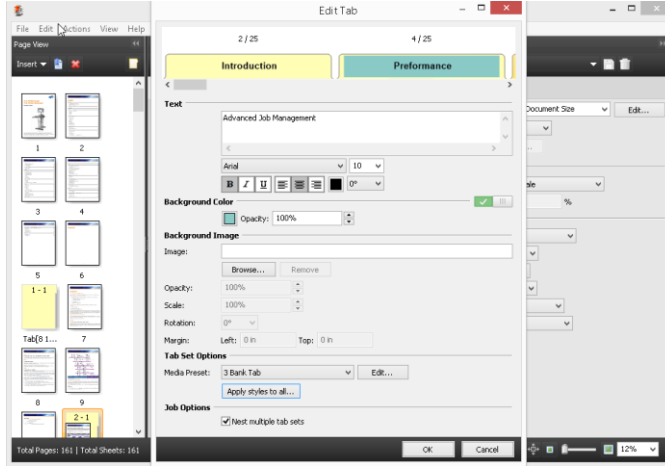 Edit Tab
File Edit Actions View Help
Page View
Insert
1
2
3
4
5
6
1 - 1
Tab[8 1...
7
8
9
2 - 1
Total Pages: 161 | Total Sheets: 161
2 / 25
4 / 25
Introduction
Preformance
Text
Advanced Job Management
Arial
10
B I U
0°
Background Color
Opacity: 100%
Background Image
Image:
Browse... Remove
Opacity: 100%
Scale: 100%
Rotation: 0°
Margin: Left: 0 in Top: 0 in
Tab Set Options
Media Preset: 3 Bank Tab Edit...
Apply styles to all...
Job Options
Nest multiple tab sets
OK Cancel
Document Size Edit...
%
12%